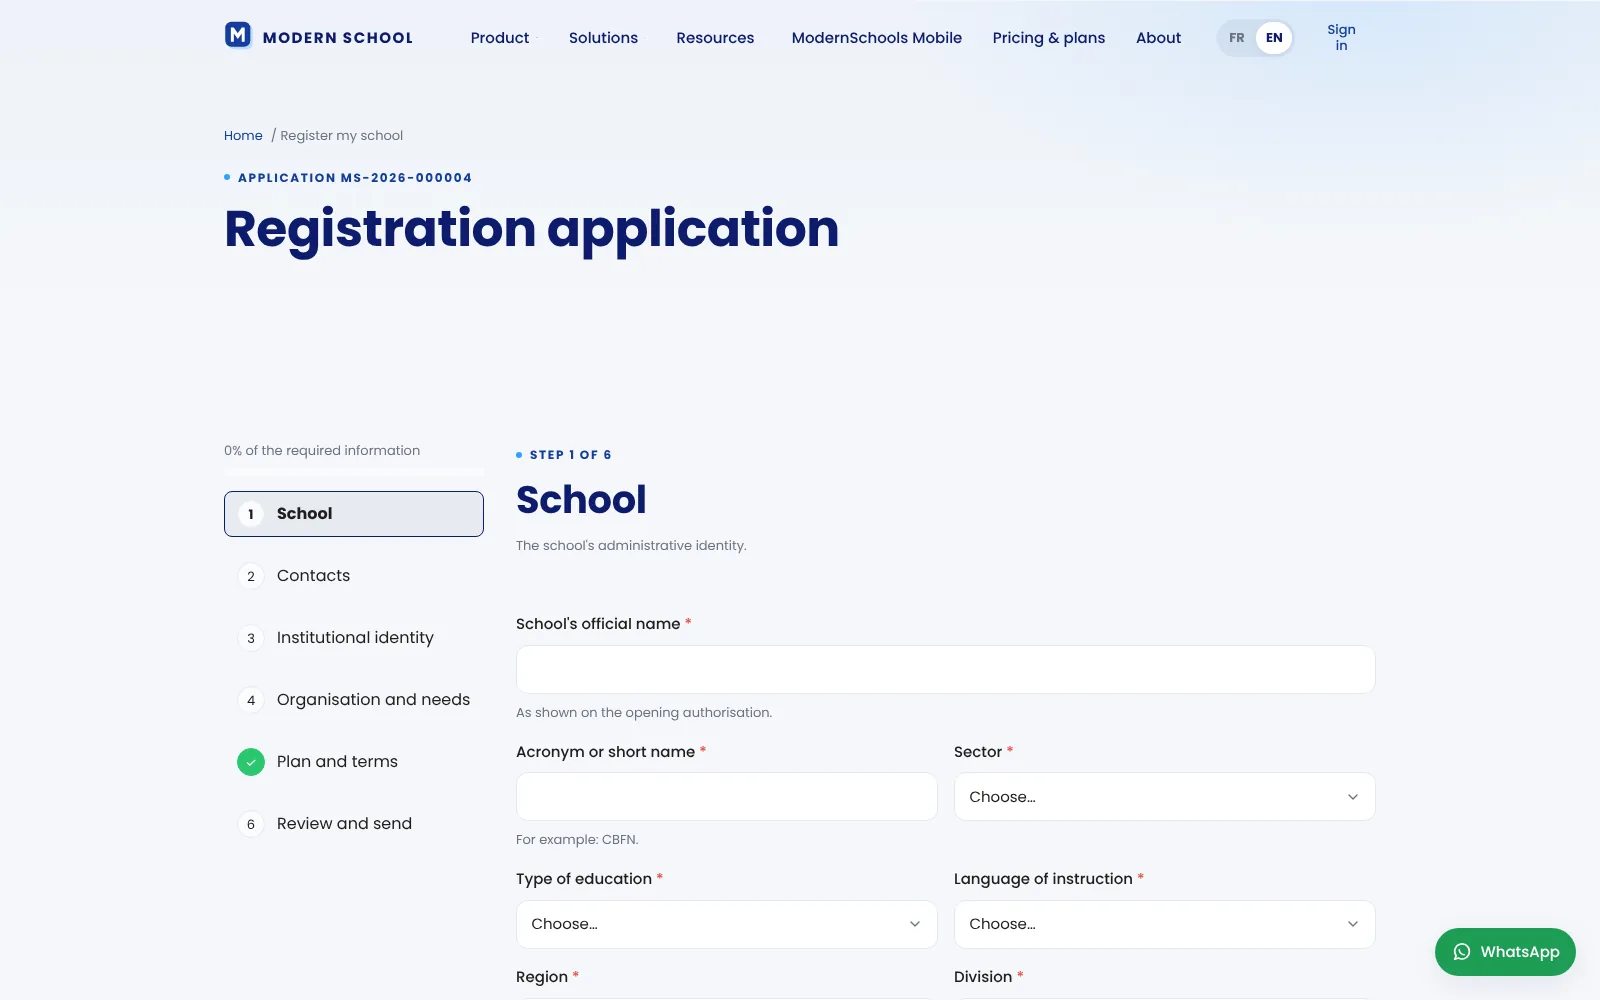 M MODERN SCHOOL
Product
Solutions
Resources
ModernSchools Mobile
Pricing & plans
About
FR
EN
Sign
in
Home / Register my school
APPLICATION MS-2026-000004
Registration application
0% of the required information
1 School
2 Contacts
3 Institutional identity
4 Organisation and needs
Plan and terms
6 Review and send
STEP 1 OF 6
School
The school's administrative identity.
School's official name *
As shown on the opening authorisation.
Acronym or short name *
Sector *
Choose...
For example: CBFN.
Type of education *
Language of instruction *
Choose...
Choose...
Region *
Division *
WhatsApp